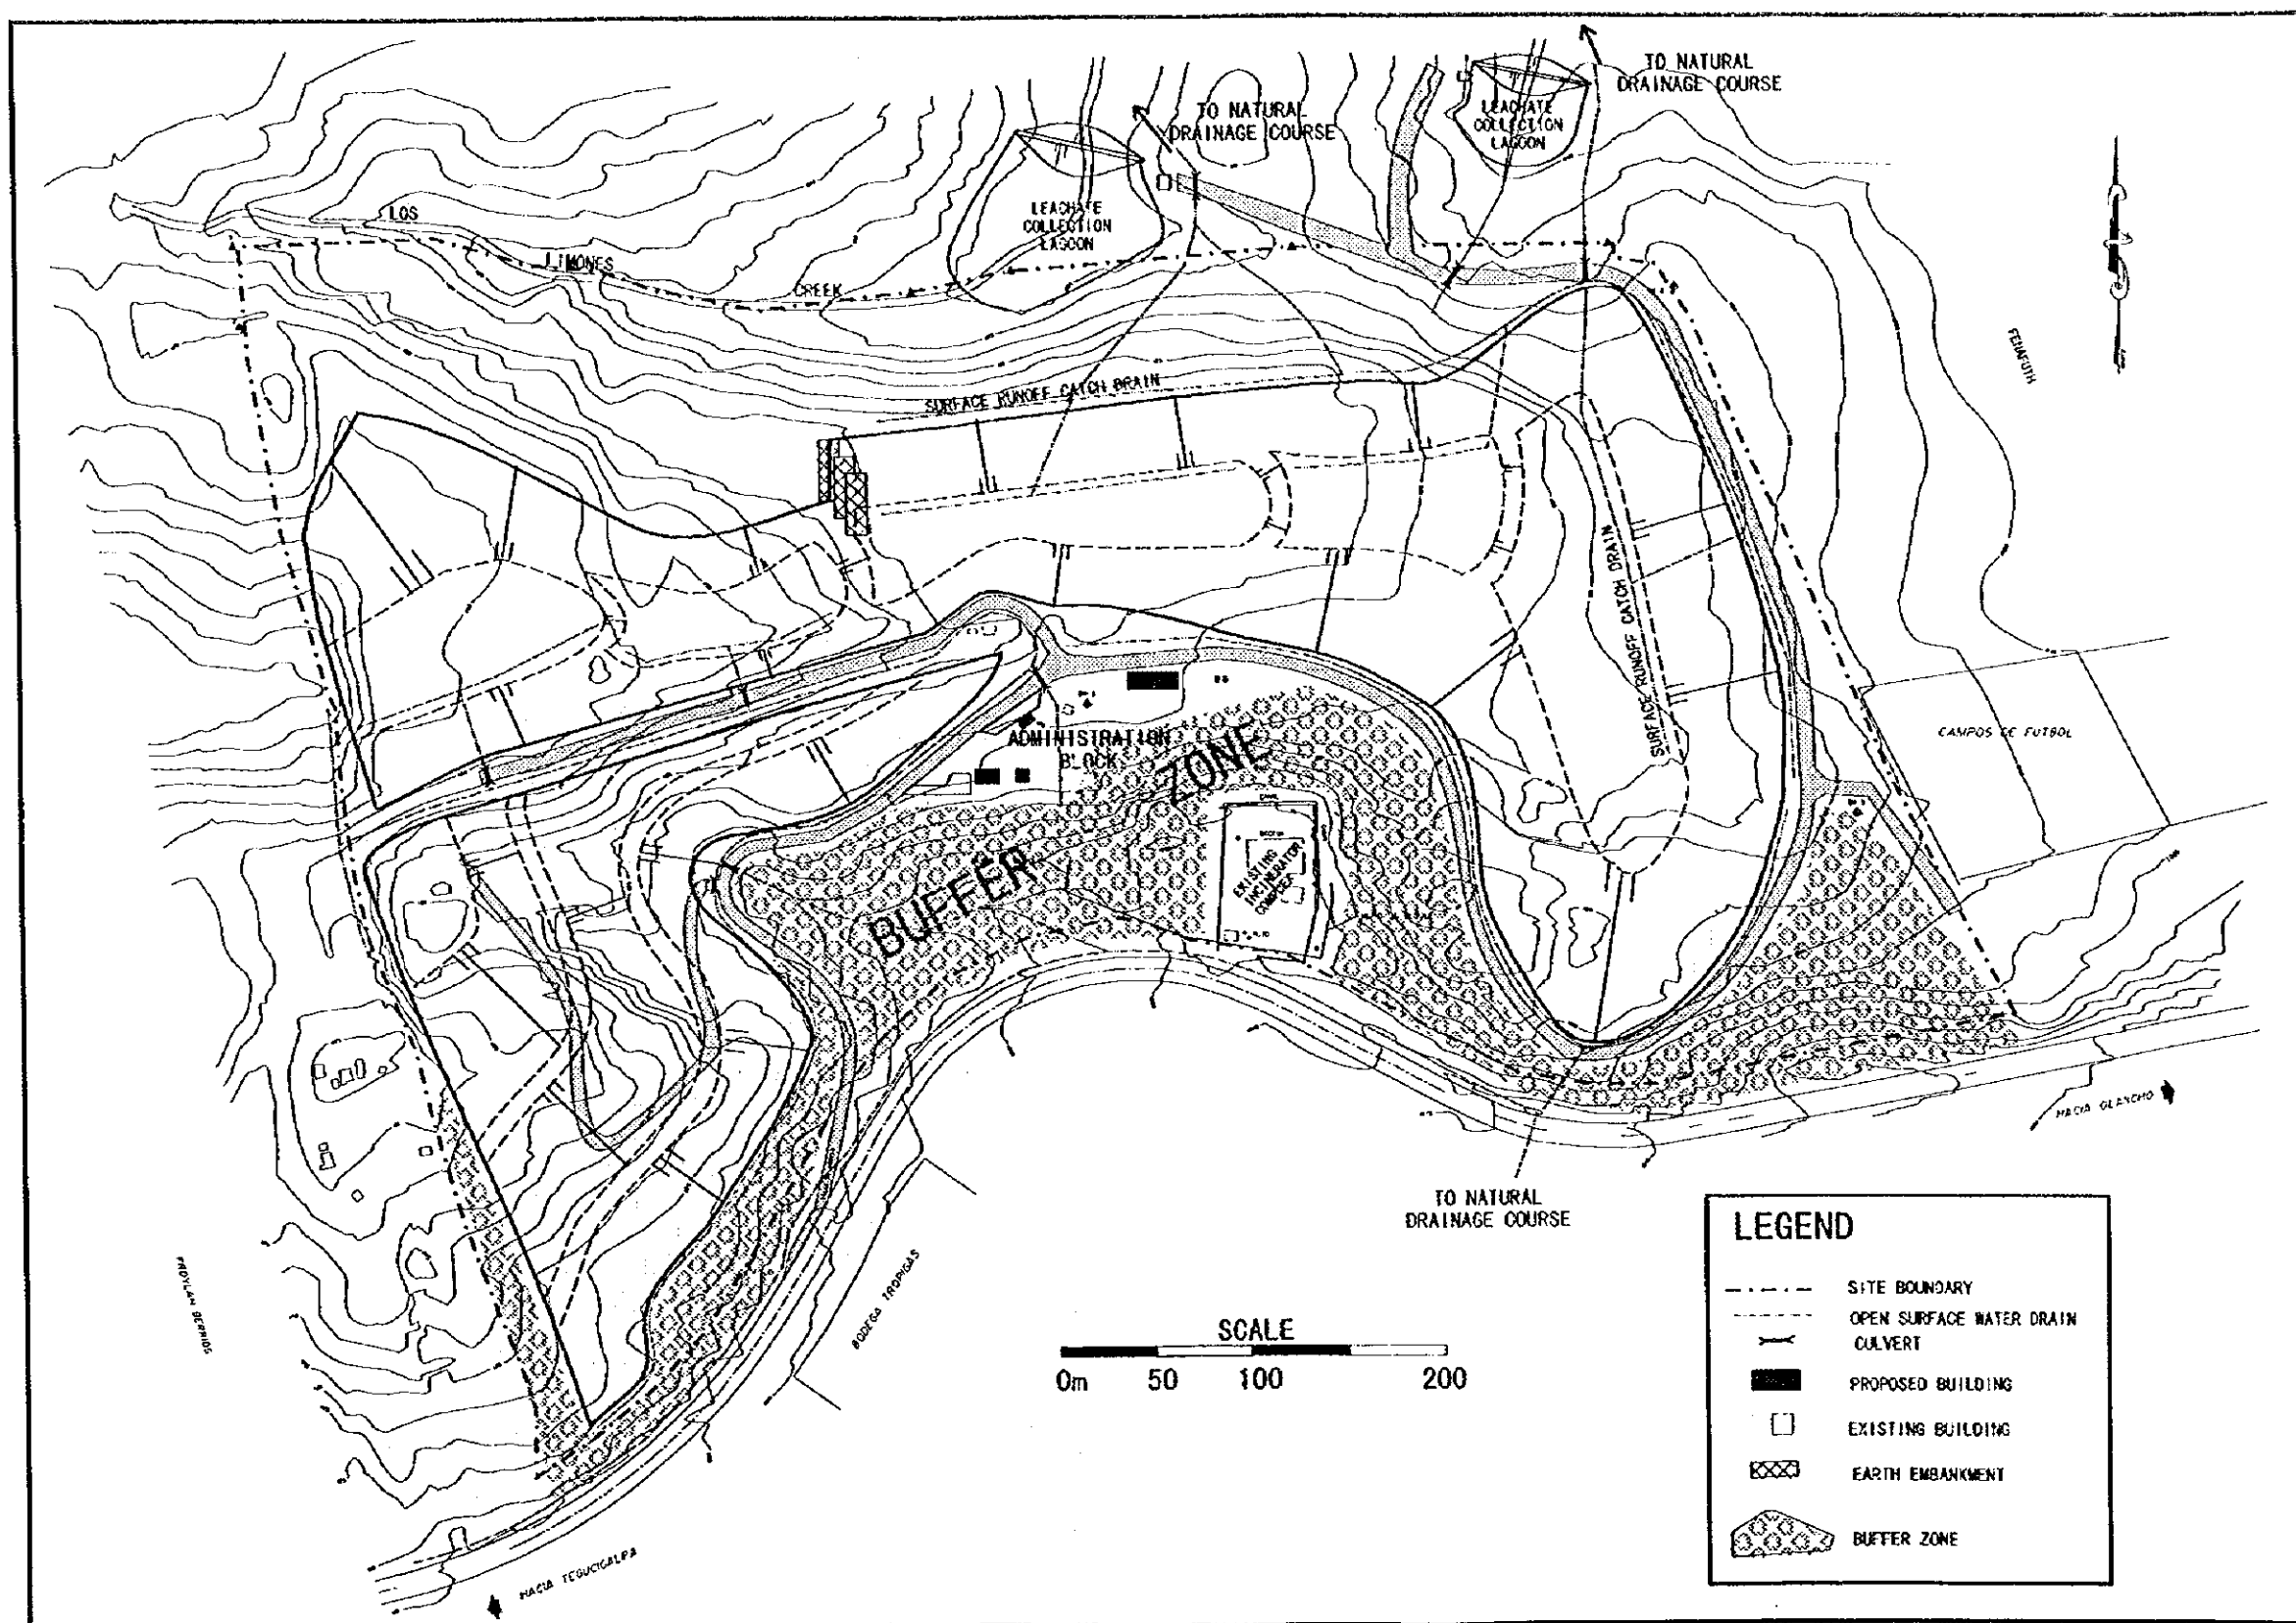 TO NATURAL
DRAINAGE COURSE
TO NATURAL
DRAINAGE COURSE
LEACHATE
COLLECTION
LAGOON
LEACHATE
COLLECTION
LAGOON
LOS
LIMONES
CREEK
SURFACE RUNOFF CATCH DRAIN
SURFACE RUNOFF CATCH DRAIN
CAMPOS DE FUTBOL
ADMINISTRATION
BLOCK
BUFFER ZONE
EXISTING
INCINERATOR
HACIA OLANCHO
TO NATURAL
DRAINAGE COURSE
BODEGA TROPIGAS
HACIA TEGUCIGALPA
SCALE
0m 50 100 200
LEGEND
SITE BOUNDARY
OPEN SURFACE WATER DRAIN
CULVERT
PROPOSED BUILDING
EXISTING BUILDING
EARTH EMBANKMENT
BUFFER ZONE